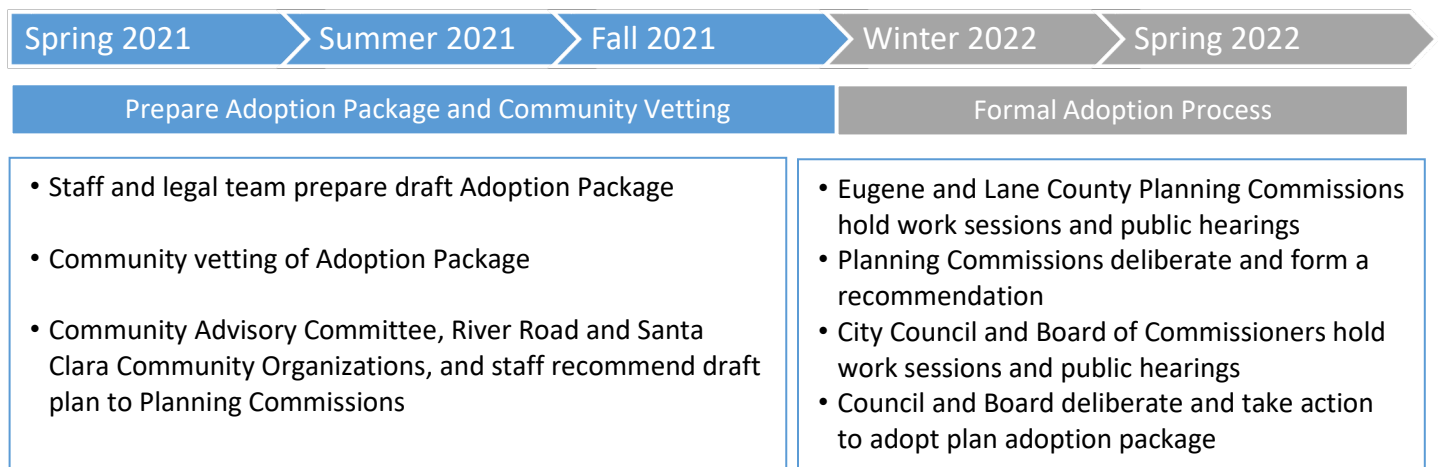 Spring 2021
Summer 2021
Fall 2021
Winter 2022
Spring 2022
Prepare Adoption Package and Community Vetting
Formal Adoption Process
• Staff and legal team prepare draft Adoption Package
• Community vetting of Adoption Package
• Community Advisory Committee, River Road and Santa
Clara Community Organizations, and staff recommend draft
plan to Planning Commissions
• Eugene and Lane County Planning Commissions
hold work sessions and public hearings
• Planning Commissions deliberate and form a
recommendation
• City Council and Board of Commissioners hold
work sessions and public hearings
• Council and Board deliberate and take action
to adopt plan adoption package